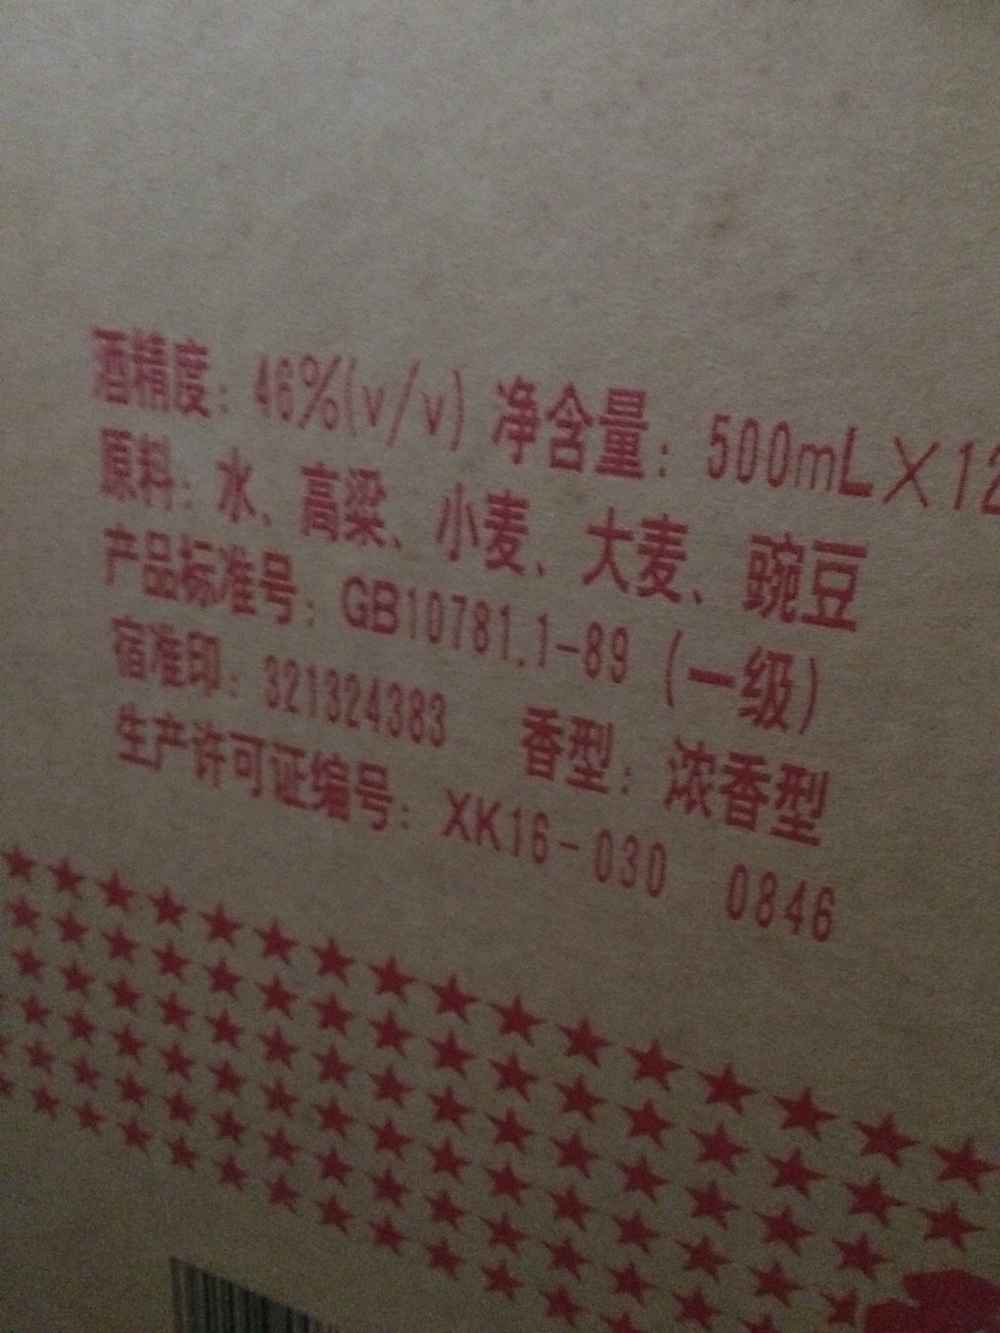 酒精度：46%(v/v) 净含量：500mL×12
原料：水、高粱、小麦、大麦、豌豆
产品标准号：GB10781.1-89（一级）
宿准印：321324383 香型：浓香型
生产许可证编号：XK16-030 0846